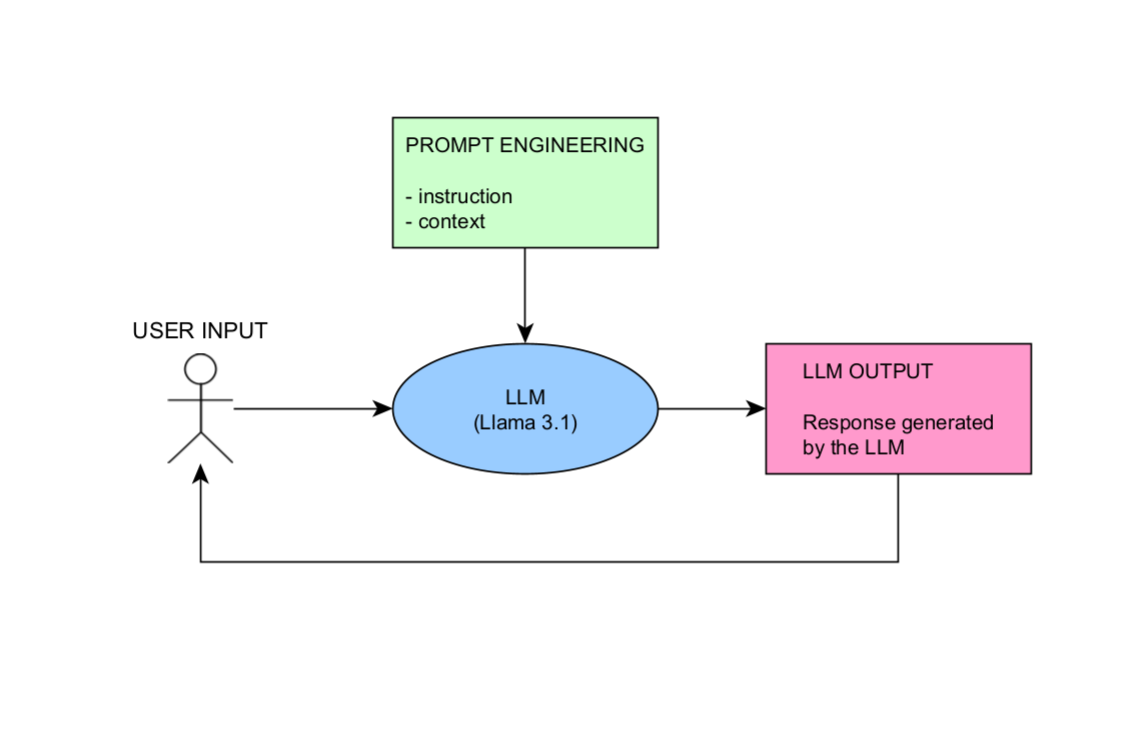 PROMPT ENGINEERING
- instruction
- context
USER INPUT
LLM
(Llama 3.1)
LLM OUTPUT
Response generated
by the LLM